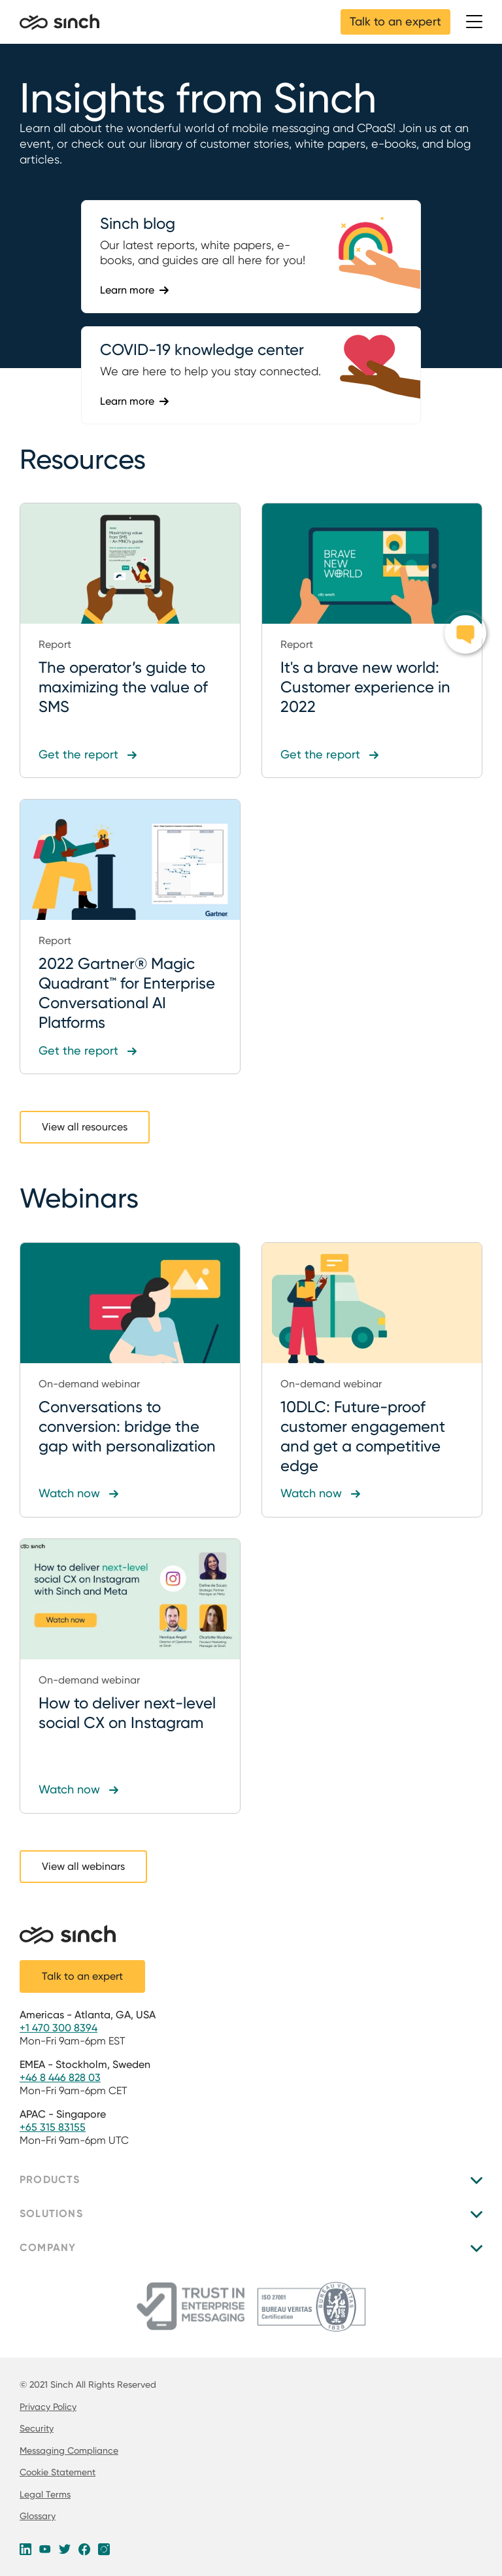 sinch
Talk to an expert
Insights from Sinch
Learn all about the wonderful world of mobile messaging and CPaaS! Join us at an
event, or check out our library of customer stories, white papers, e-books, and blog
articles.
Sinch blog
Our latest reports, white papers, e-
books, and guides are all here for you!
Learn more
COVID-19 knowledge center
We are here to help you stay connected.
Learn more
Resources
Maximizing value
from SMS
- An MNO's guide
Report
The operator’s guide to
maximizing the value of
SMS
Get the report
BRAVE
NEW
WORLD
sinch
Report
It's a brave new world:
Customer experience in
2022
Get the report
Gartner
Report
2022 Gartner® Magic
Quadrant™ for Enterprise
Conversational AI
Platforms
Get the report
View all resources
Webinars
On-demand webinar
Conversations to
conversion: bridge the
gap with personalization
Watch now
On-demand webinar
10DLC: Future-proof
customer engagement
and get a competitive
edge
Watch now
sinch
How to deliver next-level
social CX on Instagram
with Sinch and Meta
Watch now
On-demand webinar
How to deliver next-level
social CX on Instagram
Watch now
View all webinars
sinch
Talk to an expert
Americas - Atlanta, GA, USA
+1 470 300 8394
Mon-Fri 9am-6pm EST
EMEA - Stockholm, Sweden
+46 8 446 828 03
Mon-Fri 9am-6pm CET
APAC - Singapore
+65 315 83155
Mon-Fri 9am-6pm UTC
PRODUCTS
SOLUTIONS
COMPANY
TRUST IN
ENTERPRISE
MESSAGING
ISO 27001
BUREAU VERITAS
Certification
BUREAU VERITAS
1828
© 2021 Sinch All Rights Reserved
Privacy Policy
Security
Messaging Compliance
Cookie Statement
Legal Terms
Glossary